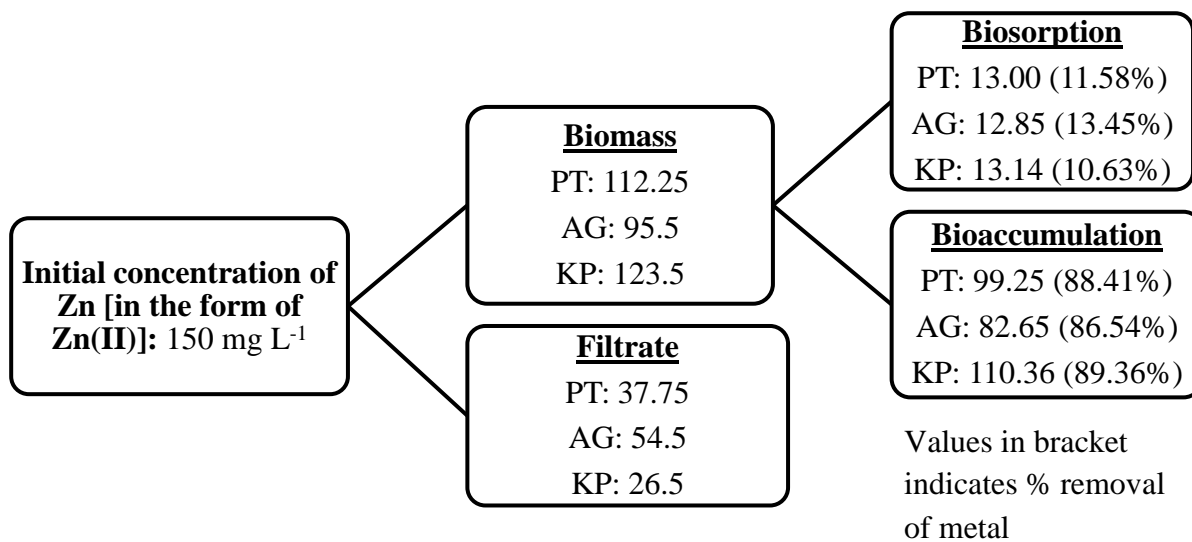 Initial concentration of
Zn [in the form of
Zn(II)]: 150 mg L-1
Biomass
PT: 112.25
AG: 95.5
KP: 123.5
Filtrate
PT: 37.75
AG: 54.5
KP: 26.5
Biosorption
PT: 13.00 (11.58%)
AG: 12.85 (13.45%)
KP: 13.14 (10.63%)
Bioaccumulation
PT: 99.25 (88.41%)
AG: 82.65 (86.54%)
KP: 110.36 (89.36%)
Values in bracket
indicates % removal
of metal